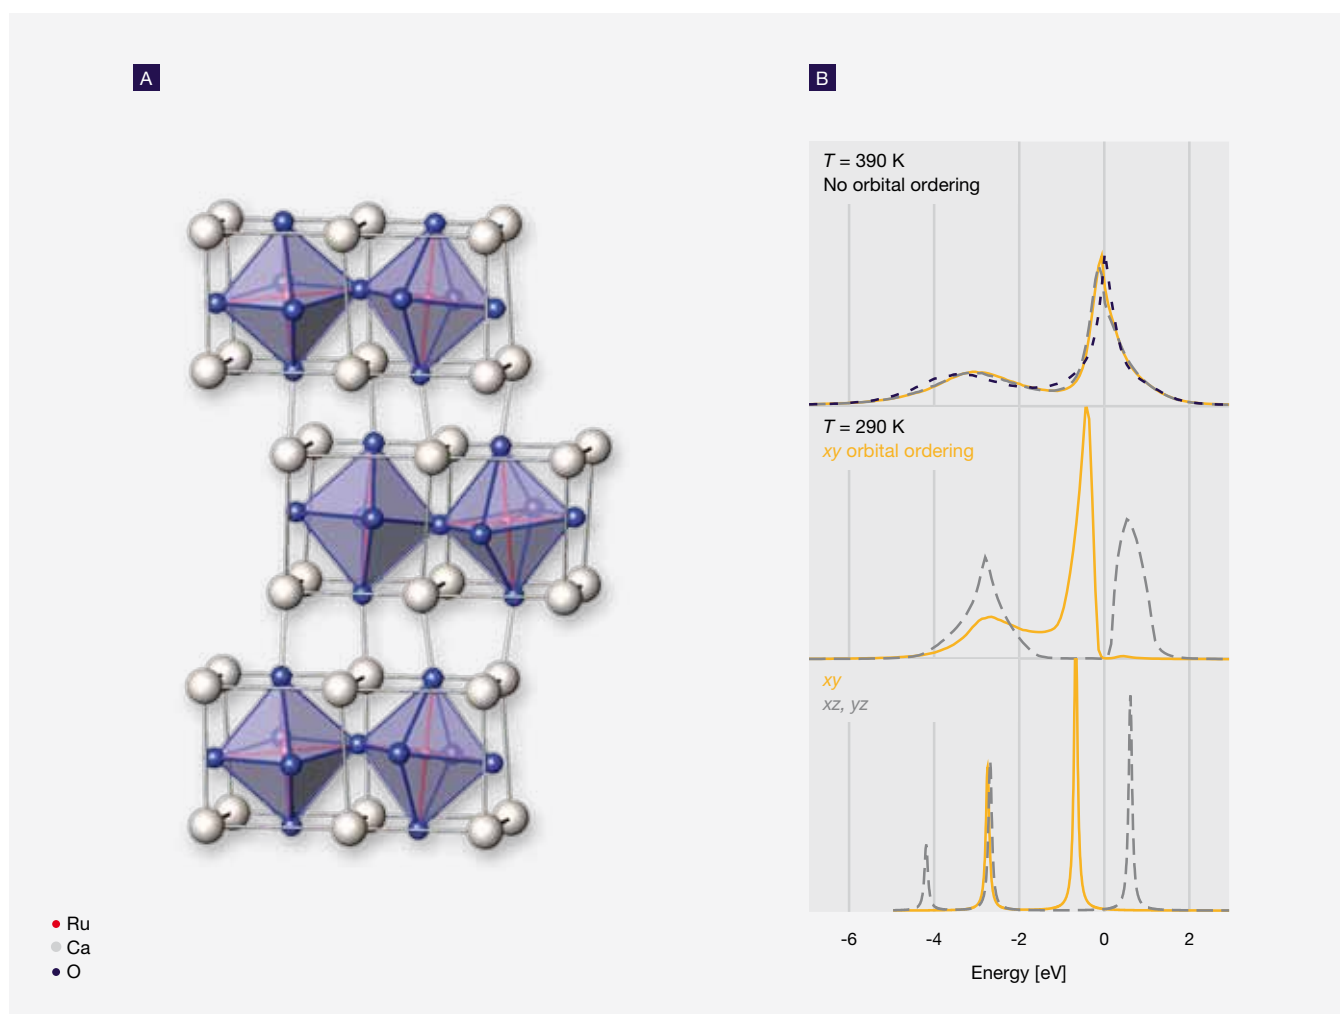 A
B
T = 390 K
No orbital ordering
T = 290 K
xy orbital ordering
xy
xz, yz
Ru
Ca
O
-6 -4 -2 0 2
Energy [eV]